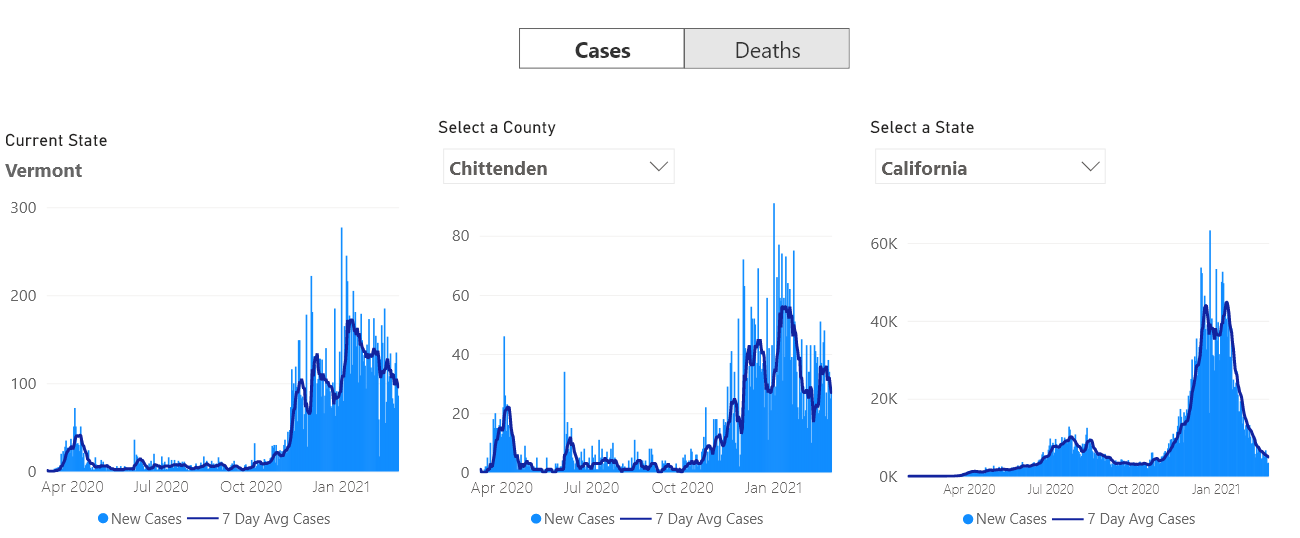 Cases Deaths
Current State
Vermont
300
200
100
0
Apr 2020 Jul 2020 Oct 2020 Jan 2021
New Cases 7 Day Avg Cases
Select a County
Chittenden
80
60
40
20
0
Apr 2020 Jul 2020 Oct 2020 Jan 2021
New Cases 7 Day Avg Cases
Select a State
California
60K
40K
20K
0K
Apr 2020 Jul 2020 Oct 2020 Jan 2021
New Cases 7 Day Avg Cases